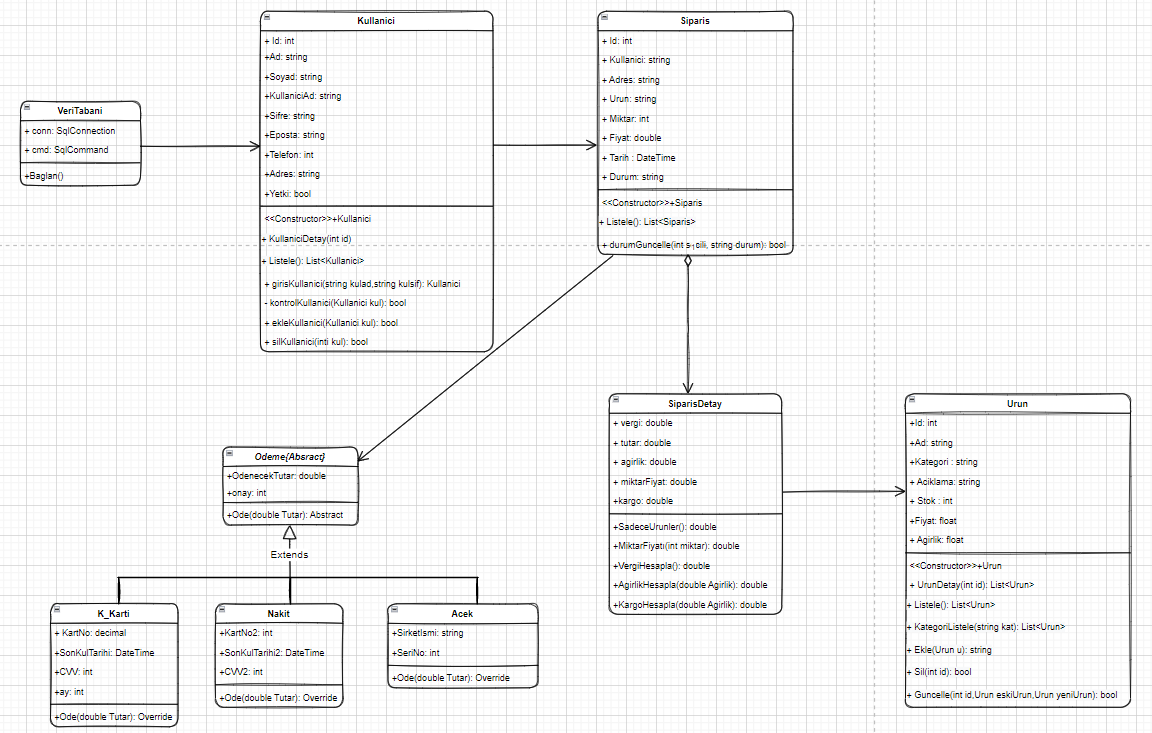 VeriTabani
+ conn: SqlConnection
+ cmd: SqlCommand
+Baglan()
Kullanici
+ Id: int
+Ad: string
+Soyad: string
+KullaniciAd: string
+Sifre: string
+Eposta: string
+Telefon: int
+Adres: string
+Yetki: bool
<<Constructor>>+Kullanici
+ KullaniciDetay(int id)
+ Listele(): List<Kullanici>
+ girisKullanici(string kulad,string kulsif): Kullanici
- kontrolKullanici(Kullanici kul): bool
+ ekleKullanici(Kullanici kul): bool
+ silKullanici(inti kul): bool
Siparis
+ Id: int
+ Kullanici: string
+ Adres: string
+ Urun: string
+ Miktar: int
+ Fiyat: double
+ Tarih : DateTime
+ Durum: string
<<Constructor>>+Siparis
+ Listele(): List<Siparis>
+ durumGuncelle(int string durum): bool
Odeme{Absract}
+OdenecekTutar: double
+onay: int
+Ode(double Tutar): Abstract
Extends
K_Karti
+ KartNo: decimal
+SonKulTarihi: DateTime
+CVV: int
+ay: int
+Ode(double Tutar): Override
Nakit
+KartNo2: int
+SonKulTarihi2: DateTime
+CVV2: int
+Ode(double Tutar): Override
Acek
+SirketIsmi: string
+SeriNo: int
+Ode(double Tutar): Override
SiparisDetay
+ vergi: double
+ tutar: double
+ agirlik: double
+ miktarFiyat: double
+kargo: double
+SadeceUrunler(): double
+MiktarFiyatı(int miktar): double
+VergiHesapla(): double
+AgirlikHesapla(double Agirlik): double
+KargoHesapla(double Agirlik): double
Urun
+Id: int
+Ad: string
+Kategori : string
+ Aciklama: string
+ Stok : int
+Fiyat: float
+ Agirlik: float
<<Constructor>>+Urun
+ UrunDetay(int id): List<Urun>
+ Listele(): List<Urun>
+ KategoriListele(string kat): List<Urun>
+ Ekle(Urun u): string
+ Sil(int id): bool
+ Guncelle(int id,Urun eskiUrun,Urun yeniUrun): bool